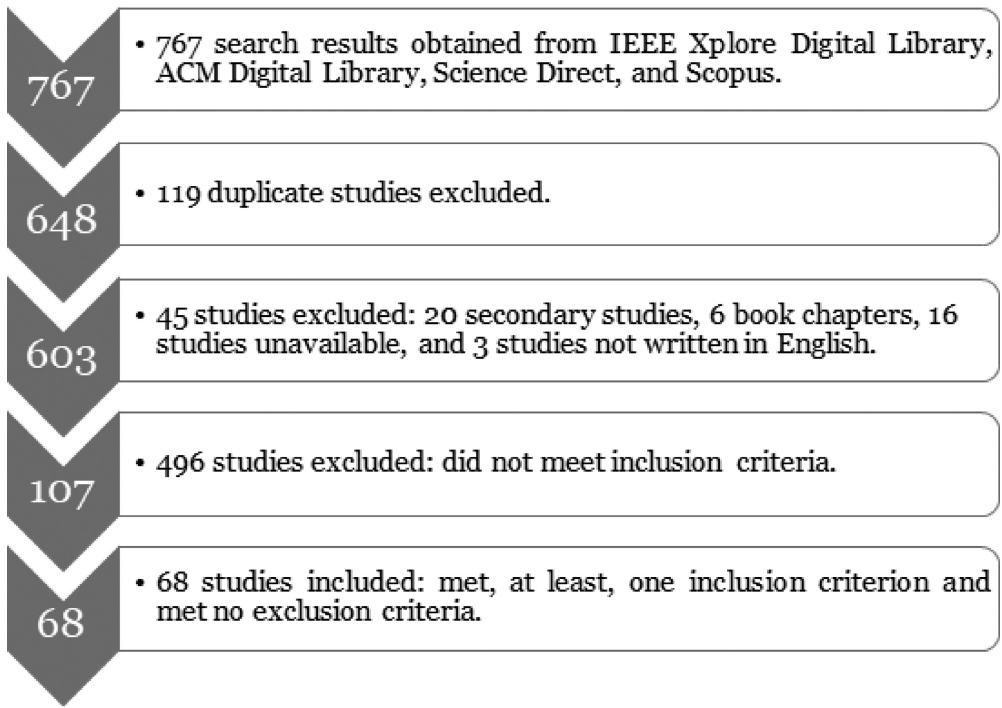 767
• 767 search results obtained from IEEE Xplore Digital Library,
ACM Digital Library, Science Direct, and Scopus.
648
• 119 duplicate studies excluded.
603
• 45 studies excluded: 20 secondary studies, 6 book chapters, 16
studies unavailable, and 3 studies not written in English.
107
• 496 studies excluded: did not meet inclusion criteria.
68
• 68 studies included: met, at least, one inclusion criterion and
met no exclusion criteria.